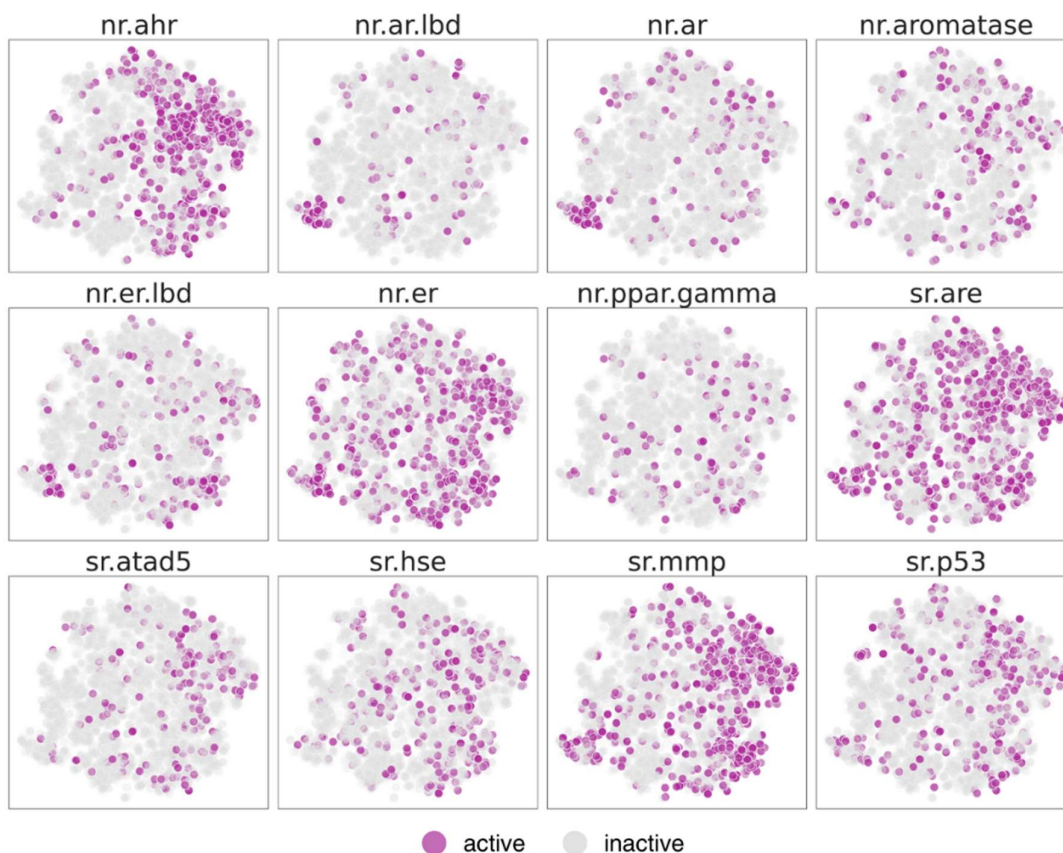 nr.ahr nr.ar.lbd nr.ar nr.aromatase
nr.er.lbd nr.er nr.ppar.gamma sr.are
sr.atad5 sr.hse sr.mmp sr.p53
active inactive